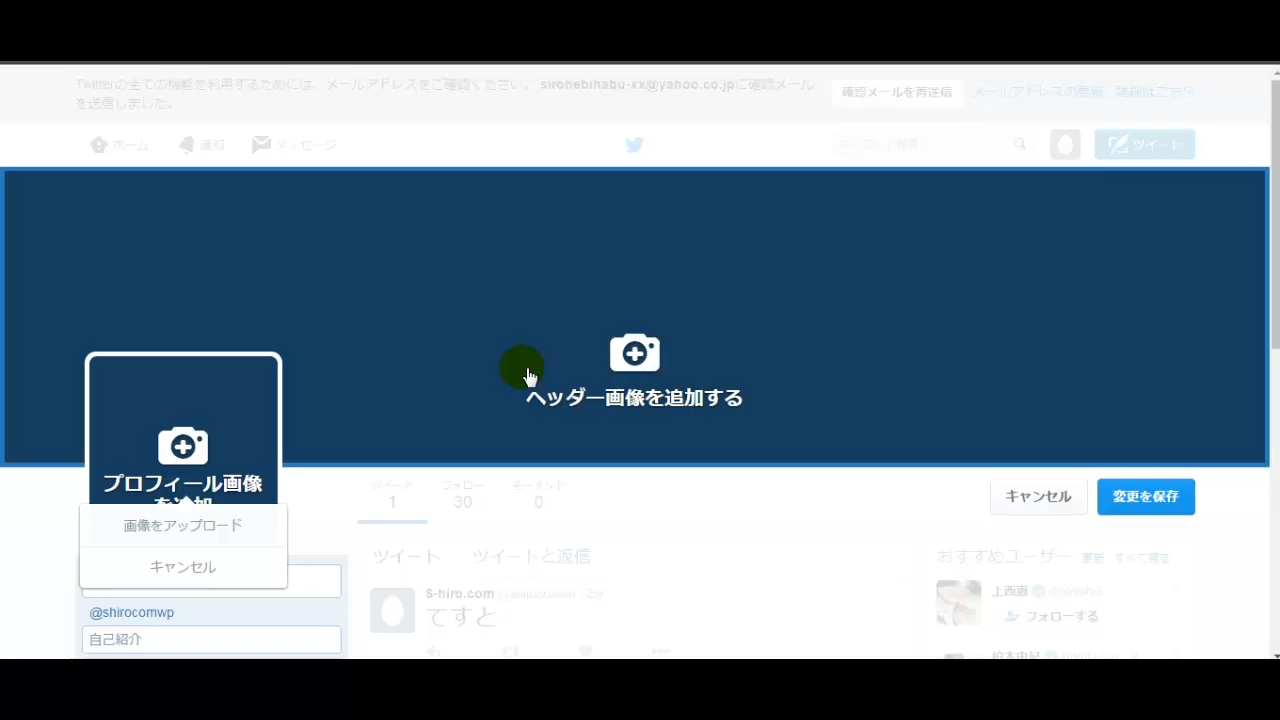 Twitterの全ての機能を利用するためには、メールアドレスをご確認ください。 sirohebihabu-xx@yahoo.co.jpに確認メール
を送信しました。
確認メールを再送信
メールアドレスの更新
詳細はこちら
ホーム
通知
メッセージ
ツイート
ヘッダー画像を追加する
プロフィール画像
を追加
画像をアップロード
キャンセル
@shirocomwp
自己紹介
ツイート
1
フォロー
30
モーメント
0
キャンセル
変更を保存
ツイート
ツイートと返信
S-hiro.com
てすと
おすすめユーザー
更新
すべて見る
上西恵
フォローする